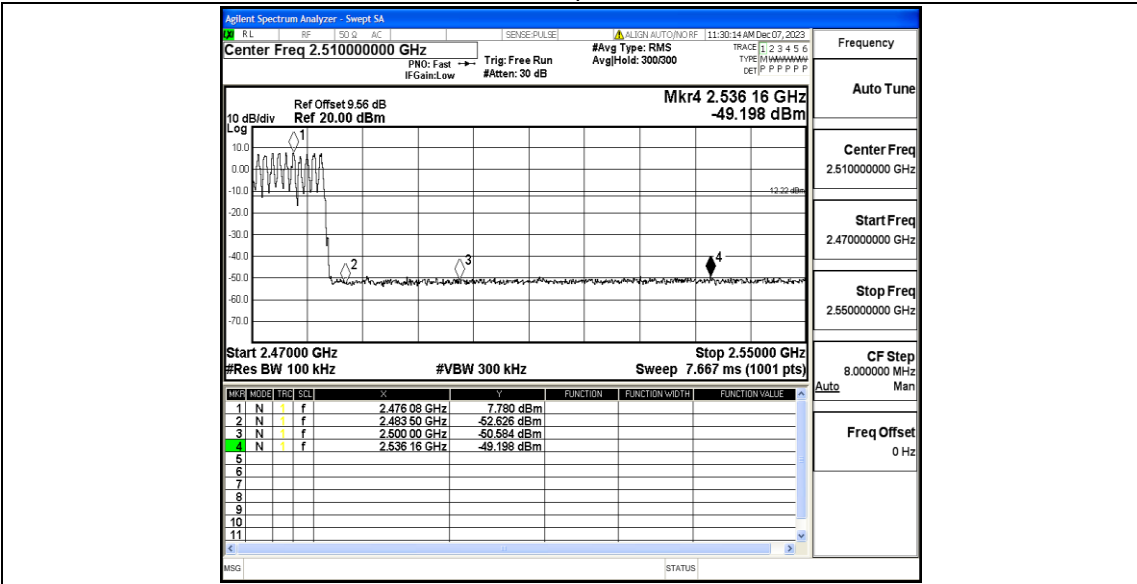 Agilent Spectrum Analyzer - Swept SA
RL RF 50 Ω AC SENSE:PULSE ALIGN AUTO/NO RF 11:30:14 AM Dec 07, 2023
Center Freq 2.510000000 GHz
PNO: Fast
IFGain:Low
Trig: Free Run
#Atten: 30 dB
#Avg Type: RMS
Avg|Hold: 300/300
TRACE 1 2 3 4 5 6
TYPE M
DET P P P P P P
Frequency
Auto Tune
Center Freq
2.510000000 GHz
Start Freq
2.470000000 GHz
Stop Freq
2.550000000 GHz
CF Step
8.000000 MHz
Auto Man
Freq Offset
0 Hz
Mkr4 2.536 16 GHz
-49.198 dBm
Ref Offset 9.56 dB
10 dB/div Ref 20.00 dBm
Log
10.0
0.00
-10.0
-20.0
-30.0
-40.0
-50.0
-60.0
-70.0
1
2
3
4
-12.22 dBm
Start 2.47000 GHz Stop 2.55000 GHz
#Res BW 100 kHz #VBW 300 kHz Sweep 7.667 ms (1001 pts)
MKR MODE TRC SCL X Y FUNCTION FUNCTION WIDTH FUNCTION VALUE
1 N 1 f 2.476 08 GHz 7.780 dBm
2 N 1 f 2.483 50 GHz -52.626 dBm
3 N 1 f 2.500 00 GHz -50.584 dBm
4 N 1 f 2.536 16 GHz -49.198 dBm
5
6
7
8
9
10
11
MSG STATUS